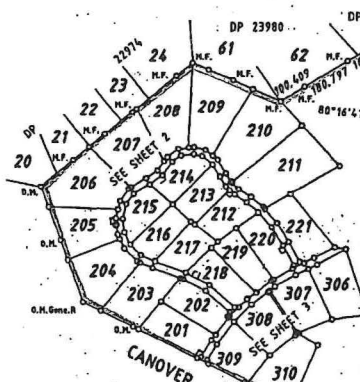 DP 23980
DP
24
M.F.
61
62
22974
23
M.F.
M.F.
100.409
180.797
22
M.F.
208
209
80°16'4
DP
21
M.F.
207
210
20
M.F.
206
SEE SHEET 2
211
214
O.M.
215
213
205
212
221
216
220
O.M.
217
219
204
218
306
203
202
307
O.M.Gone.R
308
SEE SHEET 3
O.M.
201
309
310
CANOVER